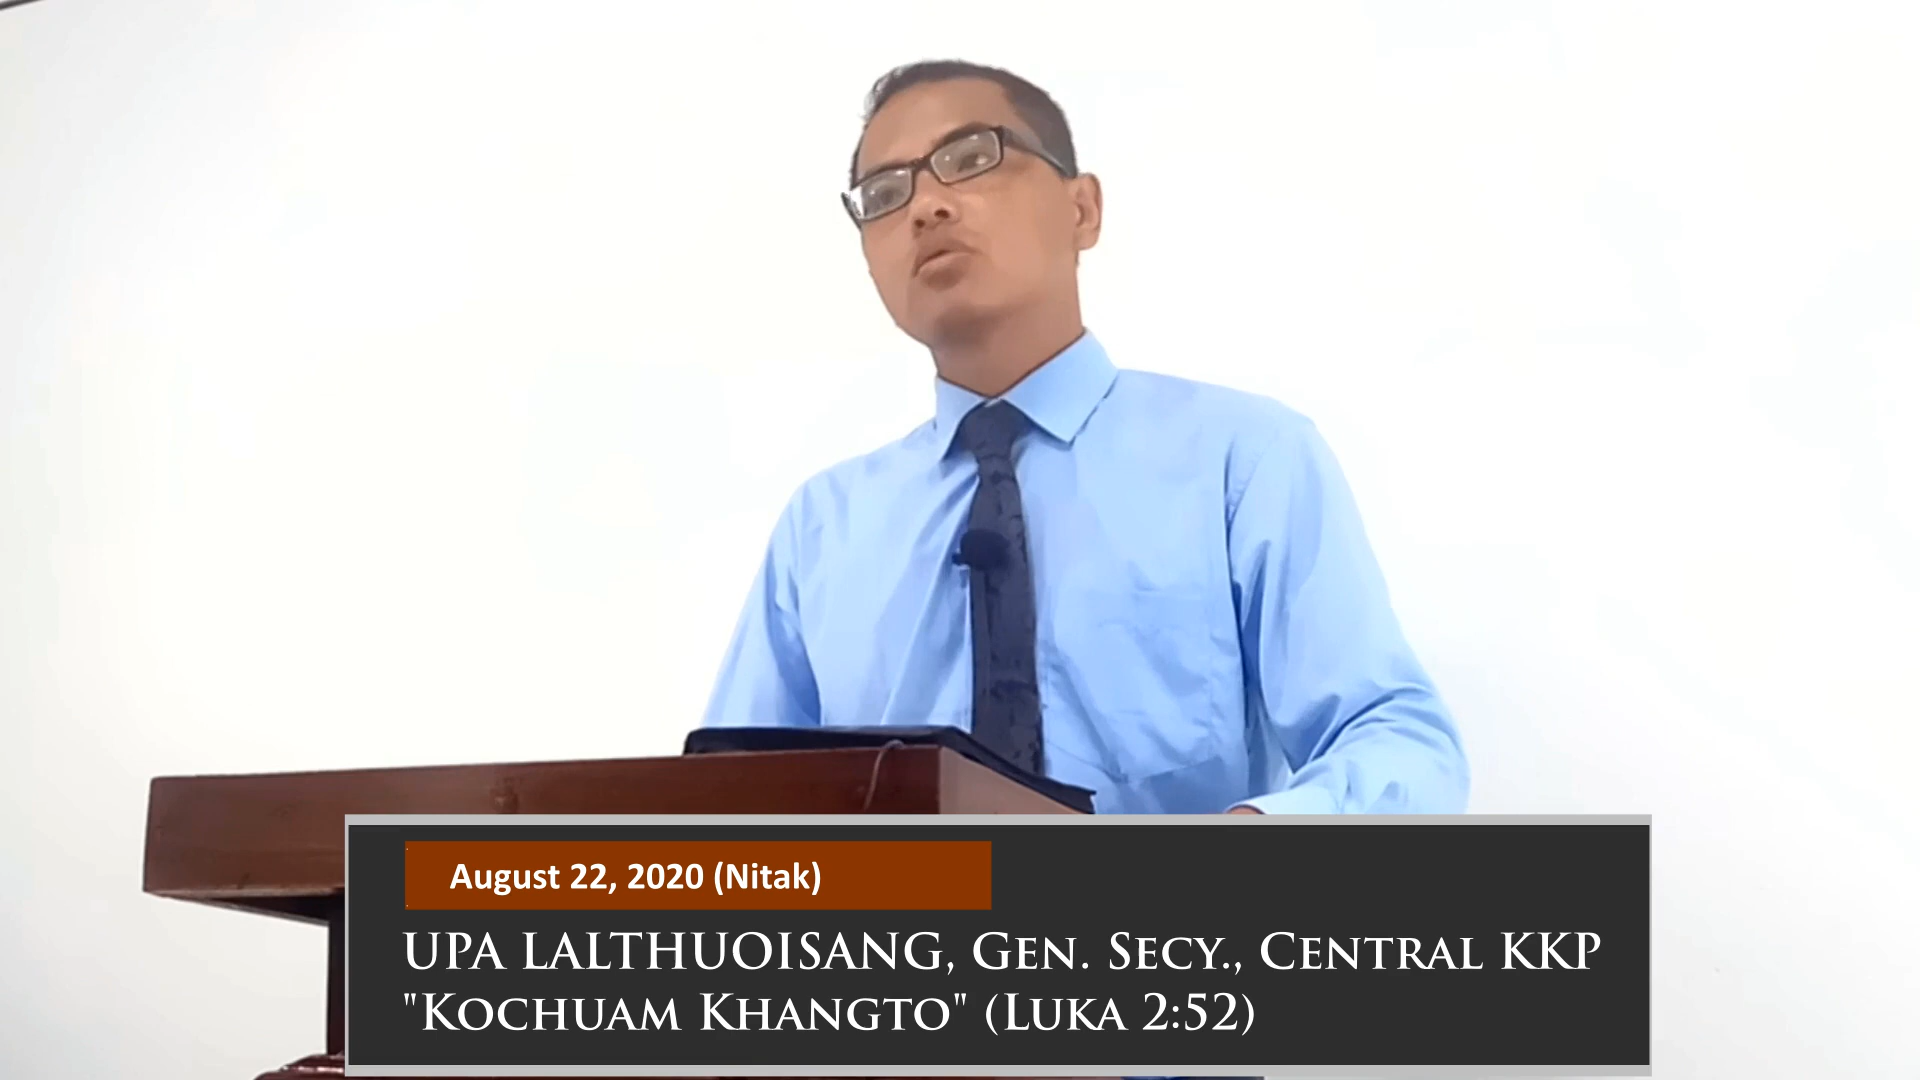 August 22, 2020 (Nitak)
UPA LALTHUOISANG, Gen. Secy., Central KKP
"Kochuam Khangto" (Luka 2:52)